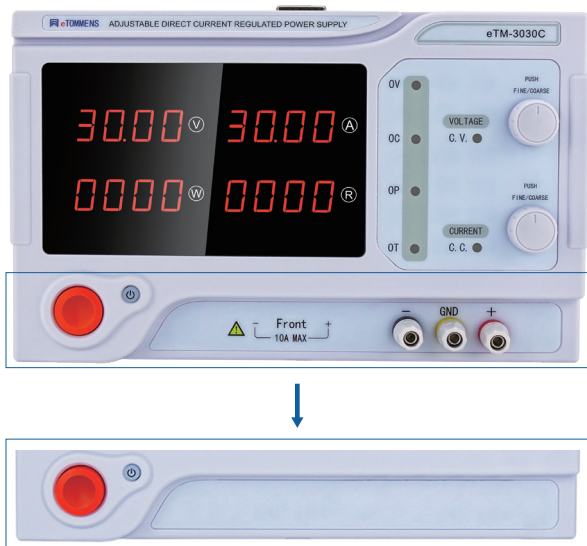 eTOMMENS ADJUSTABLE DIRECT CURRENT REGULATED POWER SUPPLY
eTM-3030C
30.00 V 30.00 A
0000 W 0000 R
OV
OC
OP
OT
VOLTAGE
C.V.
CURRENT
C.C.
PUSH
FINE/COARSE
PUSH
FINE/COARSE
- Front +
10A MAX
- GND +